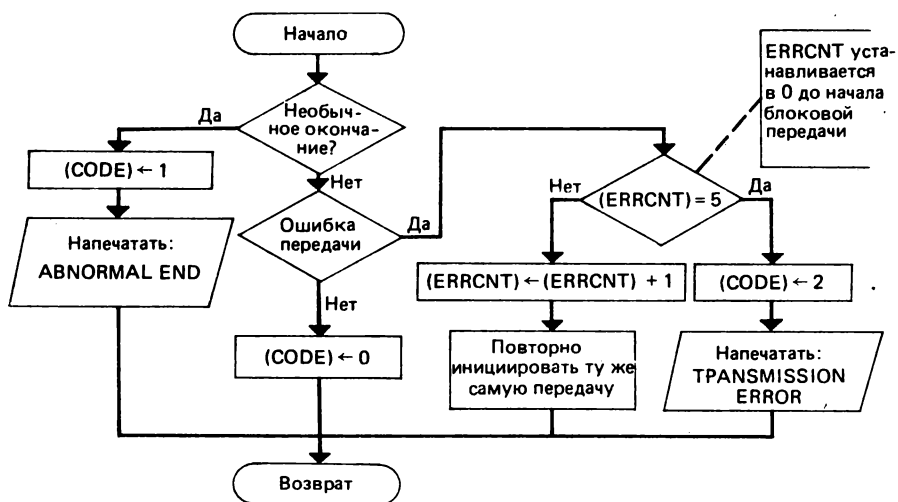 Начало
ERRCNT уста-
навливается
в 0 до начала
блоковой
передачи
Необыч-
ное оконча-
ние?
Да
(CODE) ← 1
Нет
Напечатать:
ABNORMAL END
Ошибка
передачи
Да
Нет
(ERRCNT) = 5
Да
(ERRCNT) ← (ERRCNT) + 1
(CODE) ← 2
Нет
(CODE) ← 0
Повторно
инициировать ту же
самую передачу
Напечатать:
TPANSMISSION
ERROR
Возврат